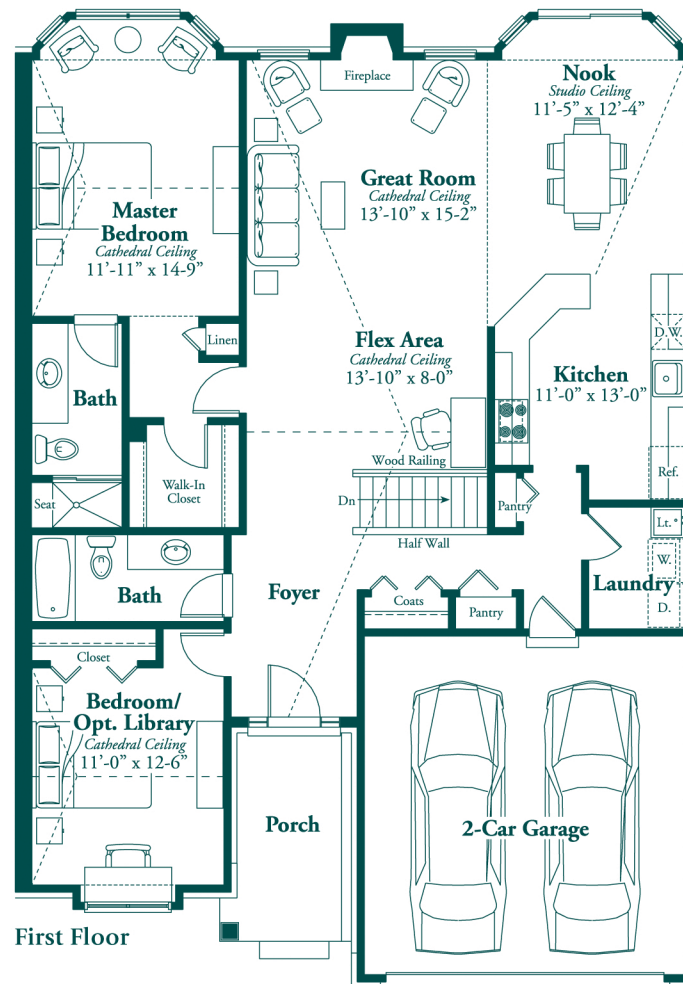 Fireplace
Nook
Studio Ceiling
11’-5” x 12’-4”
Great Room
Cathedral Ceiling
13’-10” x 15’-2”
Master
Bedroom
Cathedral Ceiling
11’-11” x 14’-9”
Linen
Flex Area
Cathedral Ceiling
13’-10” x 8-0”
D.W.
Kitchen
11’-0” x 13’-0”
Bath
Wood Railing
Ref.
Walk-In
Closet
Seat
Dn
Pantry
Lt.
Half Wall
W.
Laundry
D.
Bath
Foyer
Coats
Pantry
Closet
Bedroom/
Opt. Library
Cathedral Ceiling
11’-0” x 12-6”
Porch
2-Car Garage
First Floor